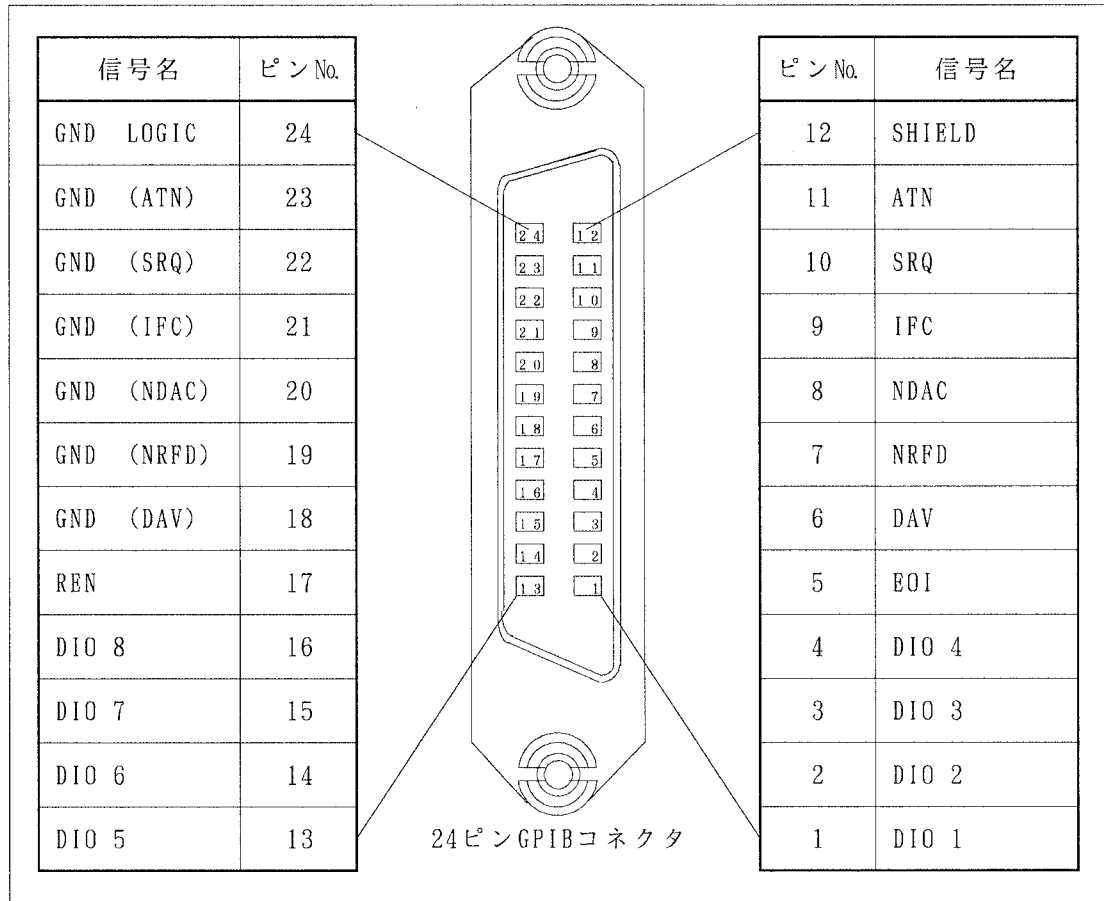 信号名 ピンNo.
GND LOGIC 24
GND (ATN) 23
GND (SRQ) 22
GND (IFC) 21
GND (NDAC) 20
GND (NRFD) 19
GND (DAV) 18
REN 17
DIO 8 16
DIO 7 15
DIO 6 14
DIO 5 13
24 12
23 11
22 10
21 9
20 8
19 7
18 6
17 5
16 4
15 3
14 2
13 1
24ピンGPIBコネクタ
ピンNo. 信号名
12 SHIELD
11 ATN
10 SRQ
9 IFC
8 NDAC
7 NRFD
6 DAV
5 EOI
4 DIO 4
3 DIO 3
2 DIO 2
1 DIO 1